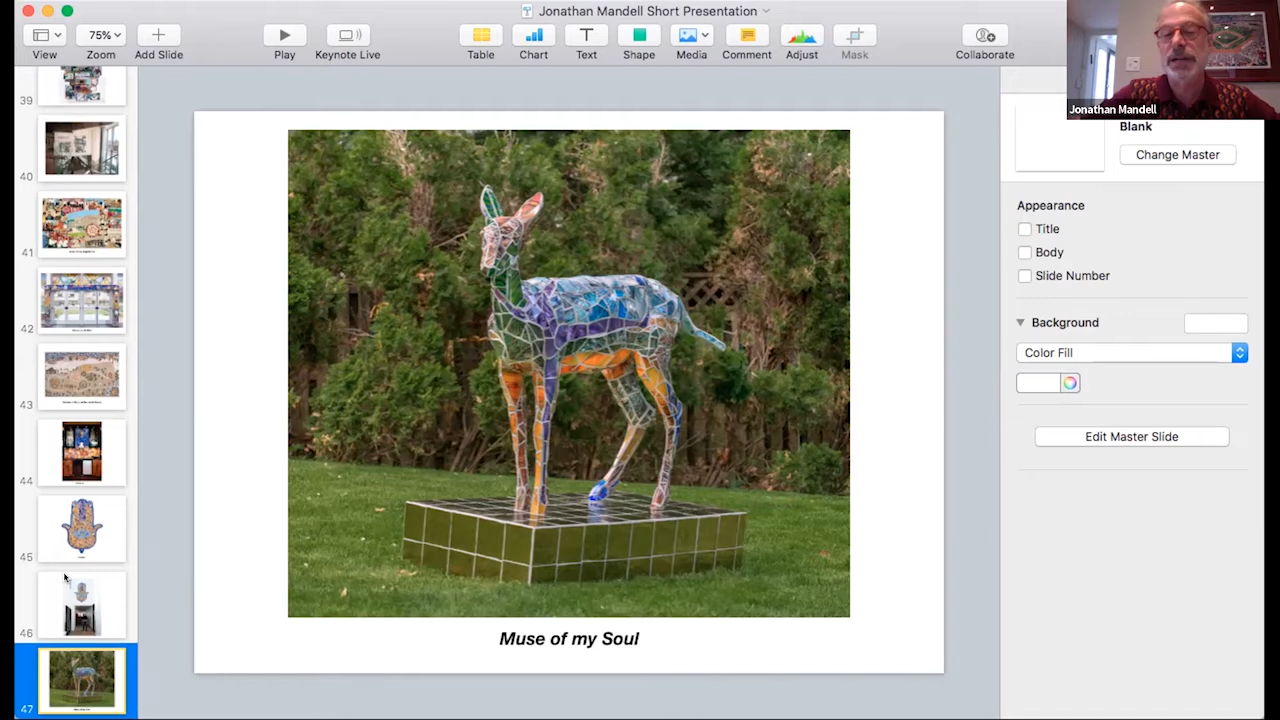 Jonathan Mandell Short Presentation
75%
View
Zoom
Add Slide
Play
Keynote Live
Table
Chart
Text
Shape
Media
Comment
Adjust
Mask
Collaborate
Jonathan Mandell
39
40
41
42
43
44
45
46
47
Muse of my Soul
Blank
Change Master
Appearance
Title
Body
Slide Number
Background
Color Fill
Edit Master Slide